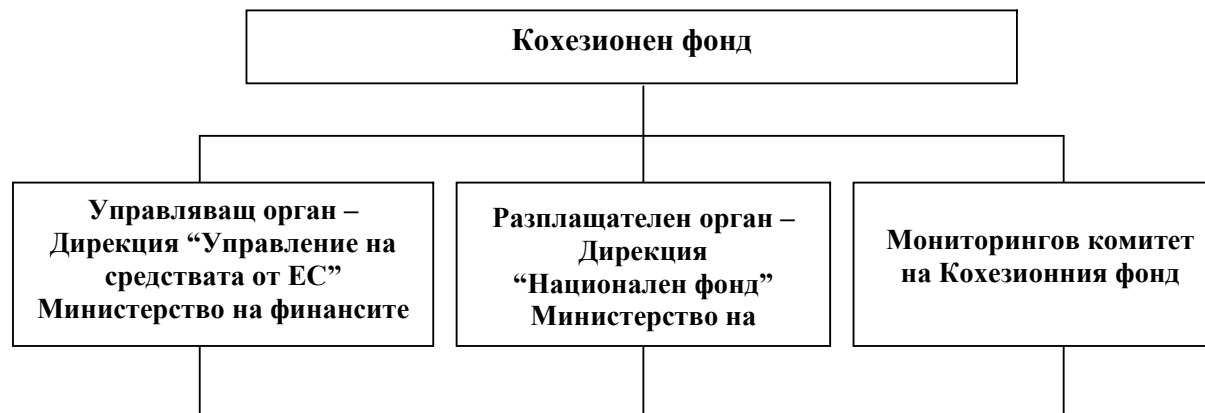 Кохезионен фонд
Управляващ орган –
Дирекция “Управление на
средствата от ЕС”
Министерство на финансите
Разплащателен орган –
Дирекция
“Национален фонд”
Министерство на
Мониторингов комитет
на Кохезионния фонд